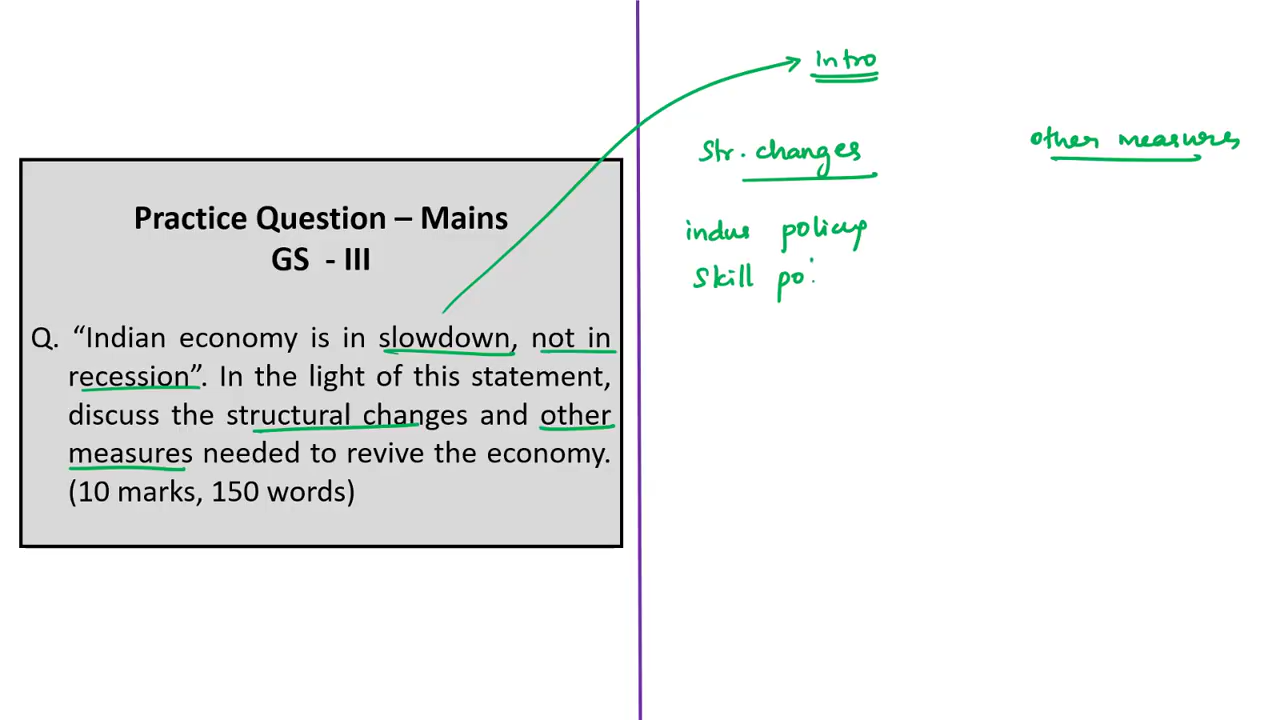 Practice Question – Mains
GS - III
Q. “Indian economy is in slowdown, not in
recession”. In the light of this statement,
discuss the structural changes and other
measures needed to revive the economy.
(10 marks, 150 words)
Intro
Str. changes
indus policy
Skill po
other measures